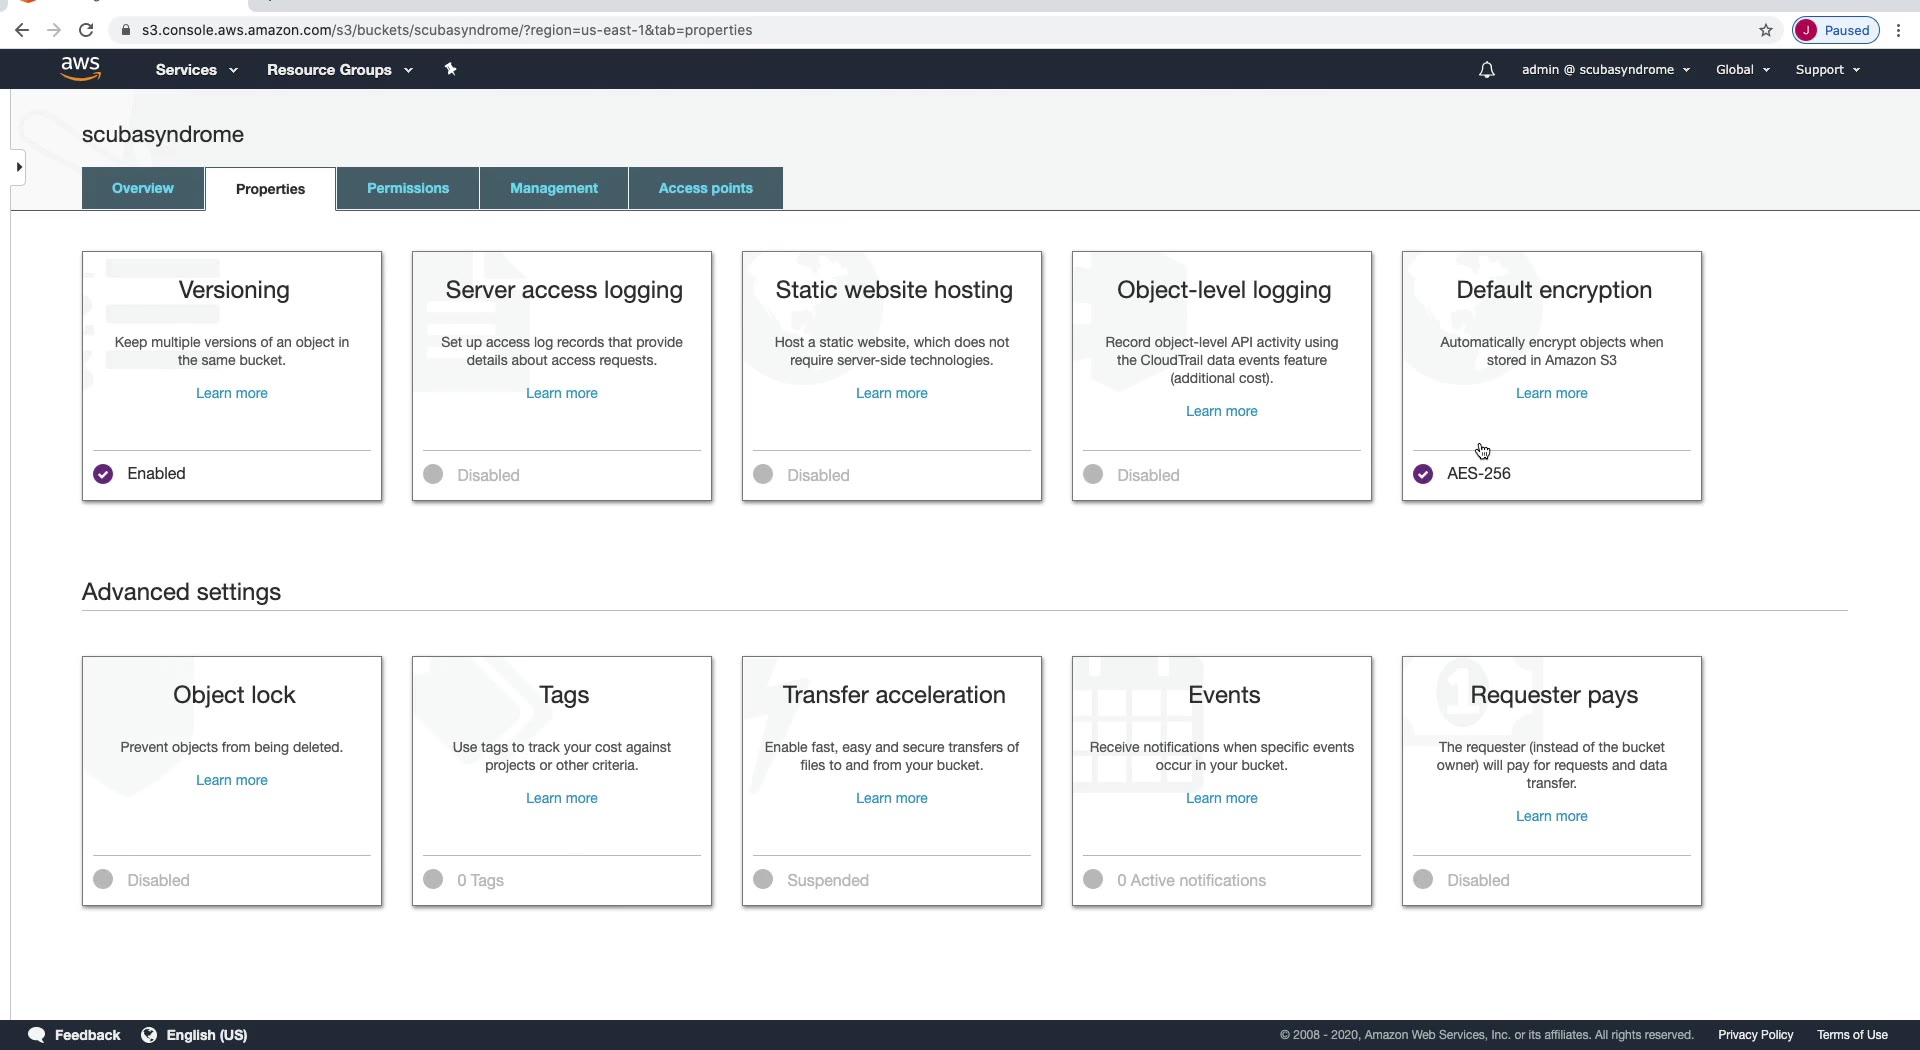 s3.console.aws.amazon.com/s3/buckets/scubasyndrome/?region=us-east-1&tab=properties
J Paused
aws Services Resource Groups admin @ scubasyndrome Global Support
scubasyndrome
Overview Properties Permissions Management Access points
Versioning
Keep multiple versions of an object in
the same bucket.
Learn more
Enabled
Server access logging
Set up access log records that provide
details about access requests.
Learn more
Disabled
Static website hosting
Host a static website, which does not
require server-side technologies.
Learn more
Disabled
Object-level logging
Record object-level API activity using
the CloudTrail data events feature
(additional cost).
Learn more
Disabled
Default encryption
Automatically encrypt objects when
stored in Amazon S3
Learn more
AES-256
Advanced settings
Object lock
Prevent objects from being deleted.
Learn more
Disabled
Tags
Use tags to track your cost against
projects or other criteria.
Learn more
0 Tags
Transfer acceleration
Enable fast, easy and secure transfers of
files to and from your bucket.
Learn more
Suspended
Events
Receive notifications when specific events
occur in your bucket.
Learn more
0 Active notifications
Requester pays
The requester (instead of the bucket
owner) will pay for requests and data
transfer.
Learn more
Disabled
Feedback English (US) © 2008 - 2020, Amazon Web Services, Inc. or its affiliates. All rights reserved. Privacy Policy Terms of Use